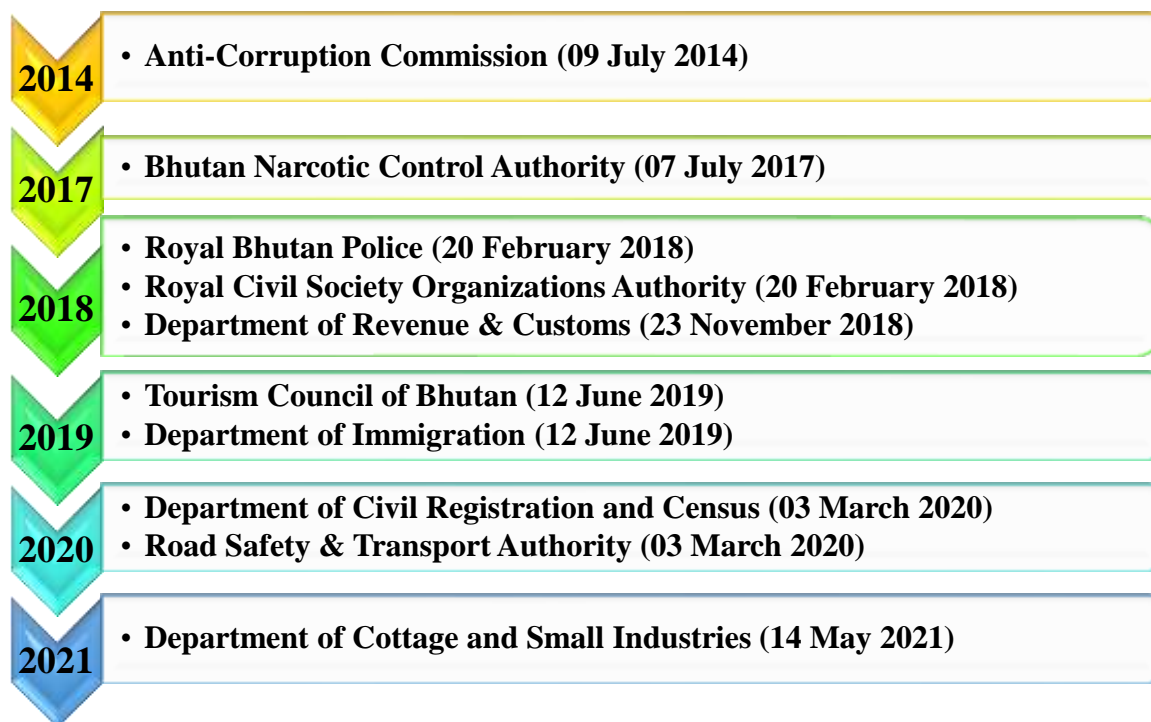 2014
• Anti-Corruption Commission (09 July 2014)
2017
• Bhutan Narcotic Control Authority (07 July 2017)
2018
• Royal Bhutan Police (20 February 2018)
• Royal Civil Society Organizations Authority (20 February 2018)
• Department of Revenue & Customs (23 November 2018)
2019
• Tourism Council of Bhutan (12 June 2019)
• Department of Immigration (12 June 2019)
2020
• Department of Civil Registration and Census (03 March 2020)
• Road Safety & Transport Authority (03 March 2020)
2021
• Department of Cottage and Small Industries (14 May 2021)